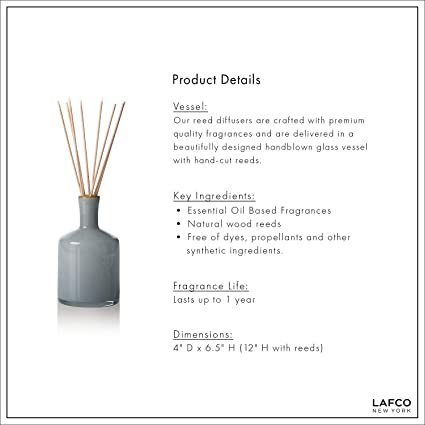 Product Details
Vessel:
Our reed diffusers are crafted with premium
quality fragrances and are delivered in a
beautifully designed handblown glass vessel
with hand-cut reeds.
Key Ingredients:
• Essential Oil Based Fragrances
• Natural wood reeds
• Free of dyes, propellants and other
synthetic ingredients.
Fragrance Life:
Lasts up to 1 year
Dimensions:
4" D x 6.5" H (12" H with reeds)
LAFCO
NEW YORK